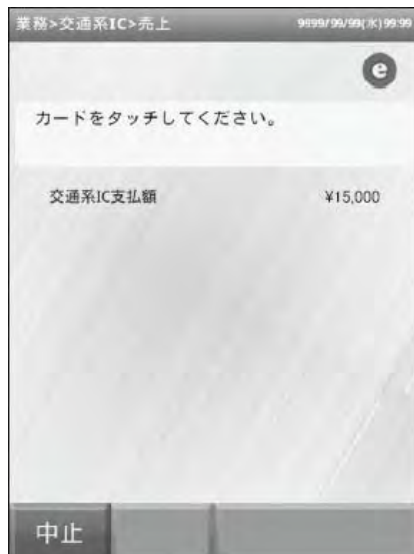 業務>交通系IC>売上 9999/99/99(水)99:99
e
カードをタッチしてください。
交通系IC支払額 ¥15,000
中止